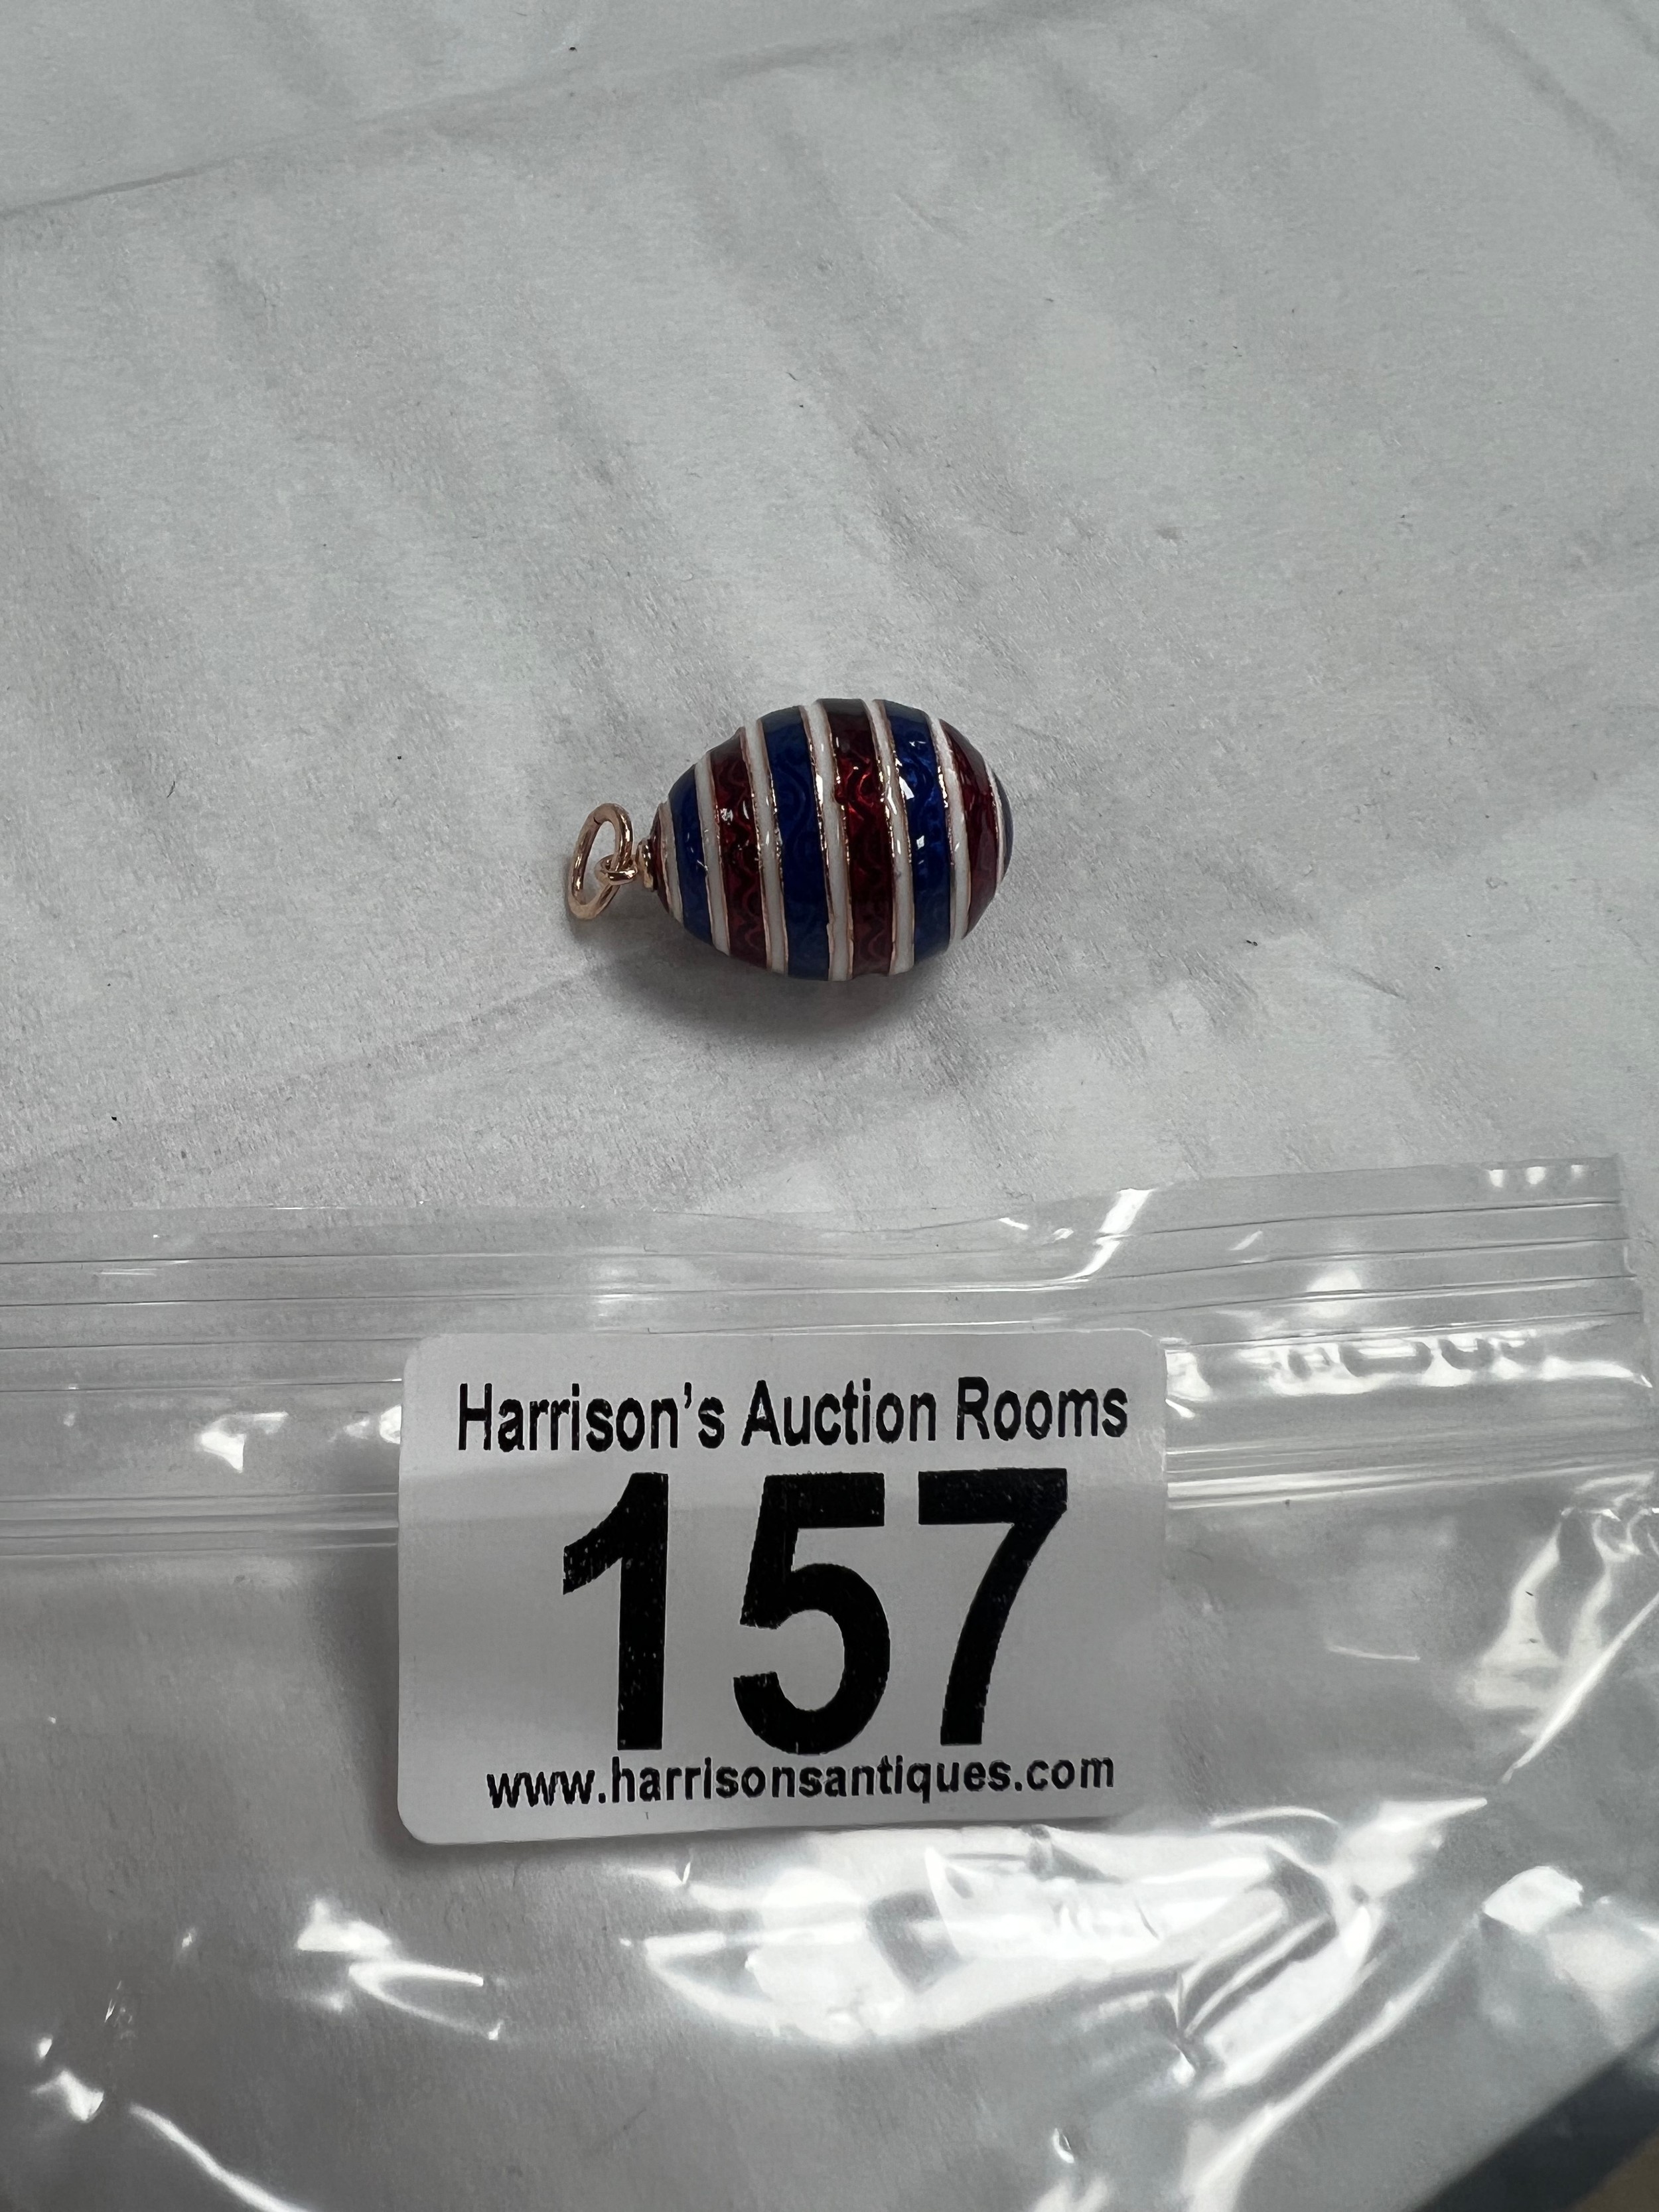 Harrison's Auction Rooms
157
www.harrisonsantiques.com